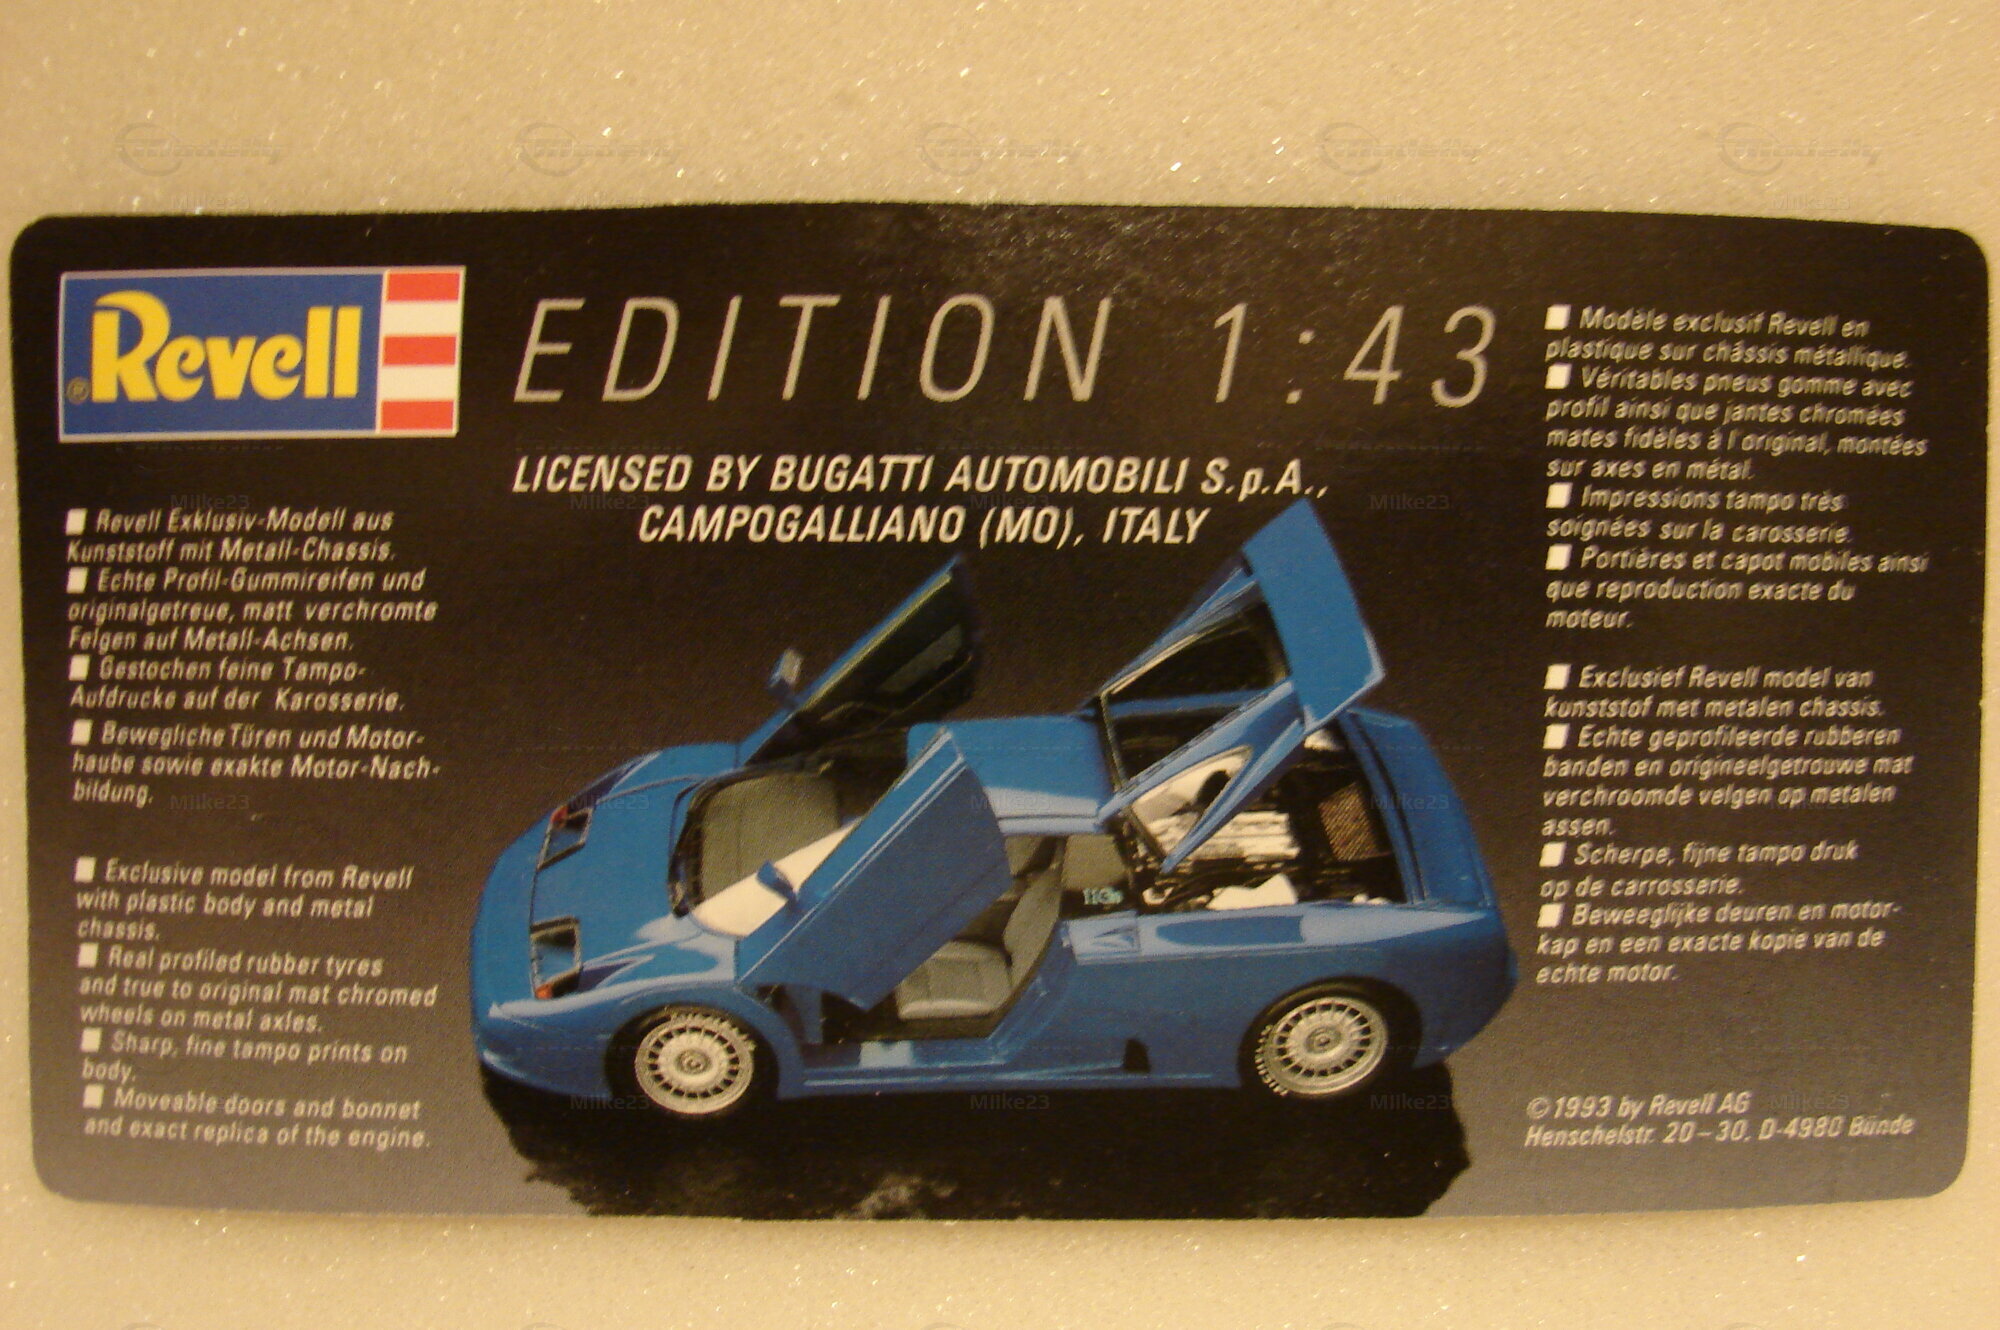 Revell
®
EDITION 1:43
LICENSED BY BUGATTI AUTOMOBILI S.p.A.,
CAMPOGALLIANO (MO), ITALY
Revell Exklusiv-Modell aus
Kunststoff mit Metall-Chassis.
Echte Profil-Gummireifen und
originalgetreue, matt verchromte
Felgen auf Metall-Achsen.
Gestochen feine Tampo-
Aufdrucke auf der Karosserie.
Bewegliche Türen und Motor-
haube sowie exakte Motor-Nach-
bildung.
Exclusive model from Revell
with plastic body and metal
chassis.
Real profiled rubber tyres
and true to original mat chromed
wheels on metal axles.
Sharp, fine tampo prints on
body.
Moveable doors and bonnet
and exact replica of the engine.
Modèle exclusif Revell en
plastique sur châssis métallique.
Véritables pneus gomme avec
profil ainsi que jantes chromées
mates fidèles à l'original, montées
sur axes en métal.
Impressions tampo très
soignées sur la carosserie.
Portières et capot mobiles ainsi
que reproduction exacte du
moteur.
Exclusief Revell model van
kunststof met metalen chassis.
Echte geprofileerde rubberen
banden en origineelgetrouwe mat
verchroomde velgen op metalen
assen.
Scherpe, fijne tampo druk
op de carrosserie.
Beweeglijke deuren en motor-
kap en een exacte kopie van de
echte motor.
©1993 by Revell AG
Henschelstr. 20-30, D-4980 Bünde
Milke23